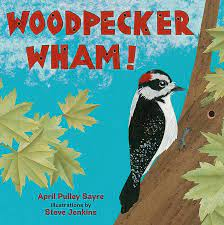 WOODPECKER
WHAM!
April Pulley Sayre
illustrations by
Steve Jenkins